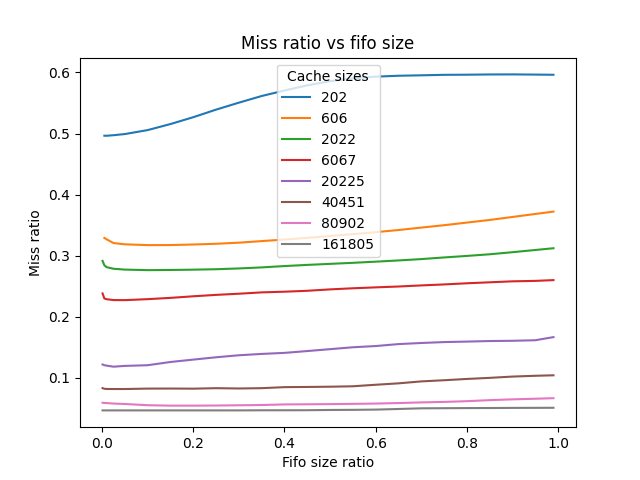 Miss ratio vs fifo size
Cache sizes
202
606
2022
6067
20225
40451
80902
161805
Miss ratio
0.6
0.5
0.4
0.3
0.2
0.1
0.0 0.2 0.4 0.6 0.8 1.0
Fifo size ratio